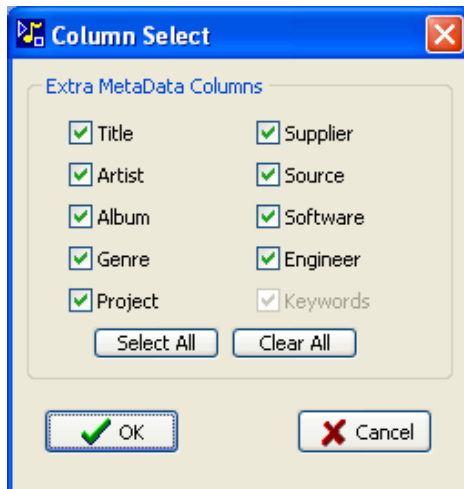 Column Select
Extra MetaData Columns
Title Supplier
Artist Source
Album Software
Genre Engineer
Project Keywords
Select All Clear All
OK Cancel